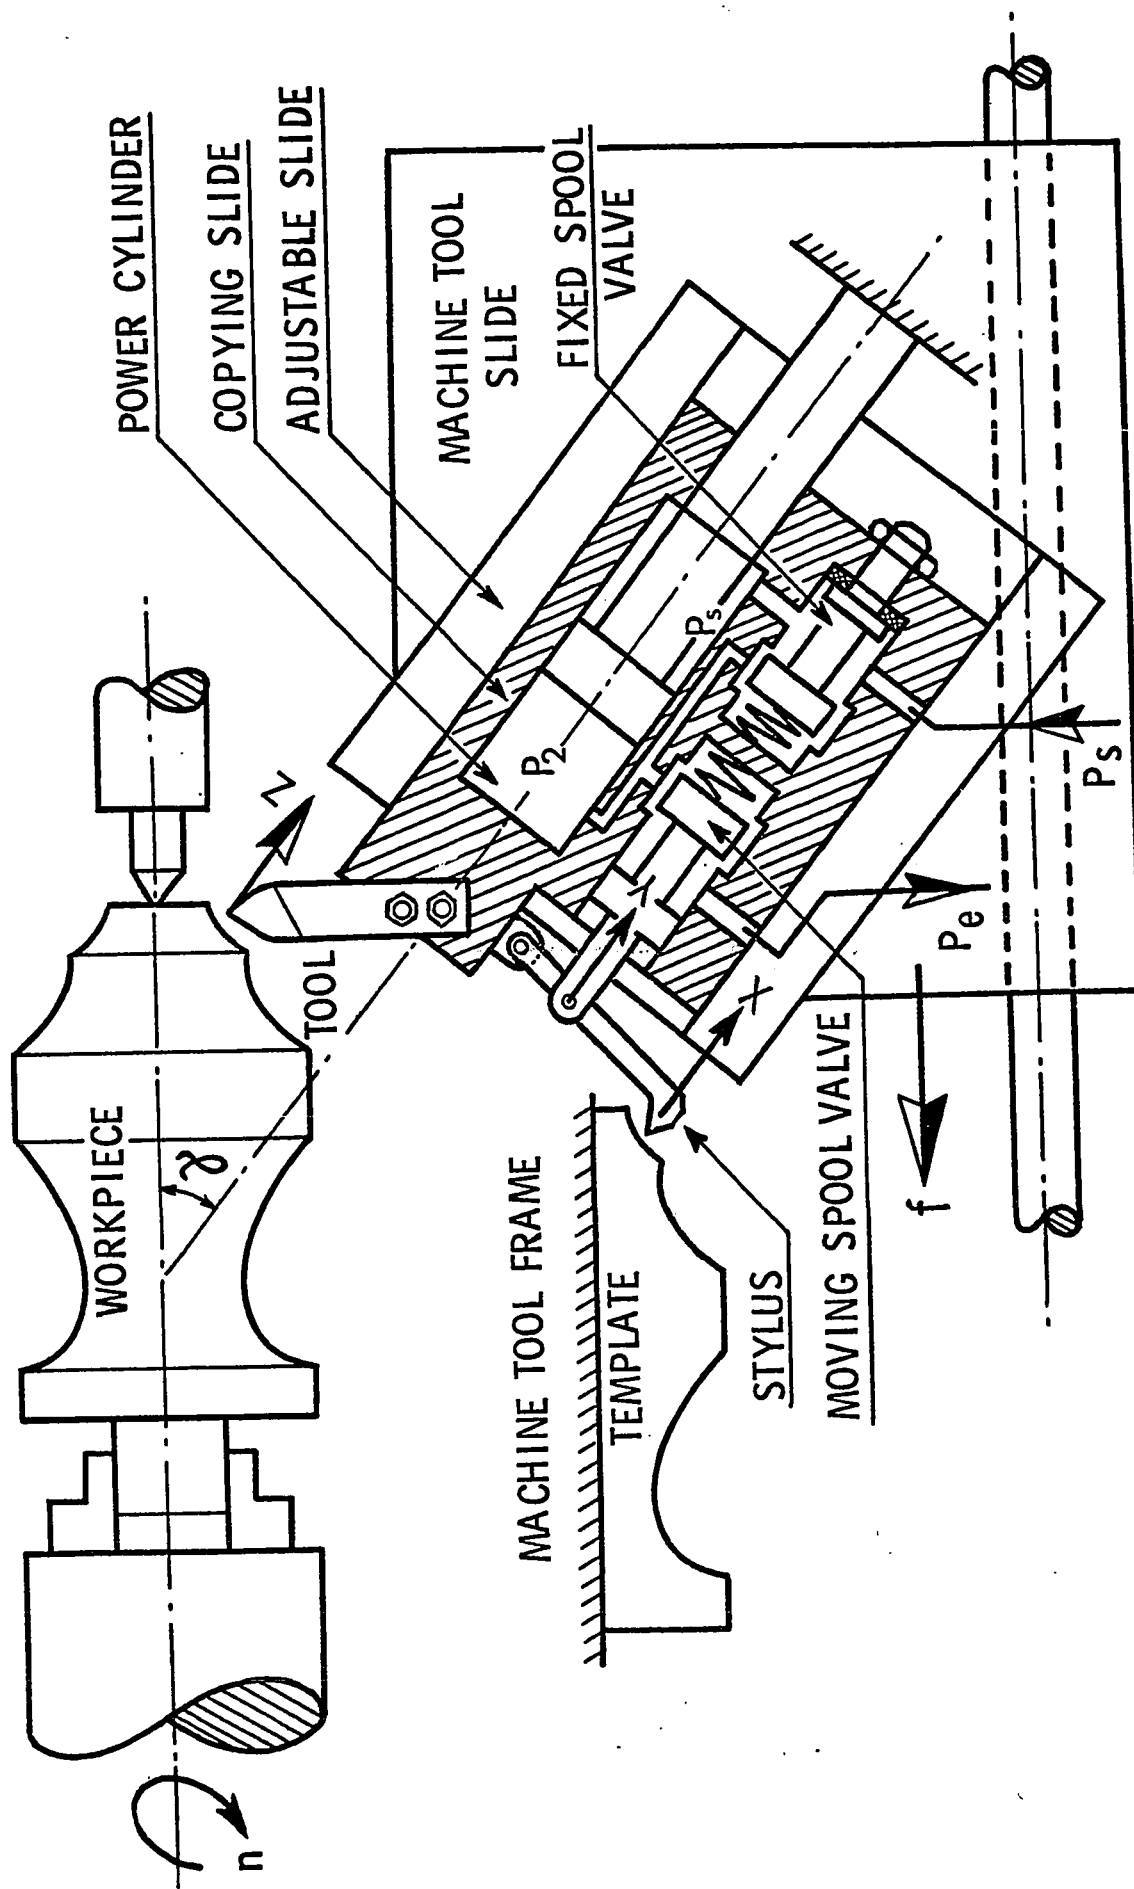 POWER CYLINDER
COPYING SLIDE
ADJUSTABLE SLIDE
MACHINE TOOL
SLIDE
FIXED SPOOL
VALVE
Z
TOOL
WORKPIECE
γ
n
P2
Ps
Y
X
Pe
Ps
f
MACHINE TOOL FRAME
TEMPLATE
STYLUS
MOVING SPOOL VALVE